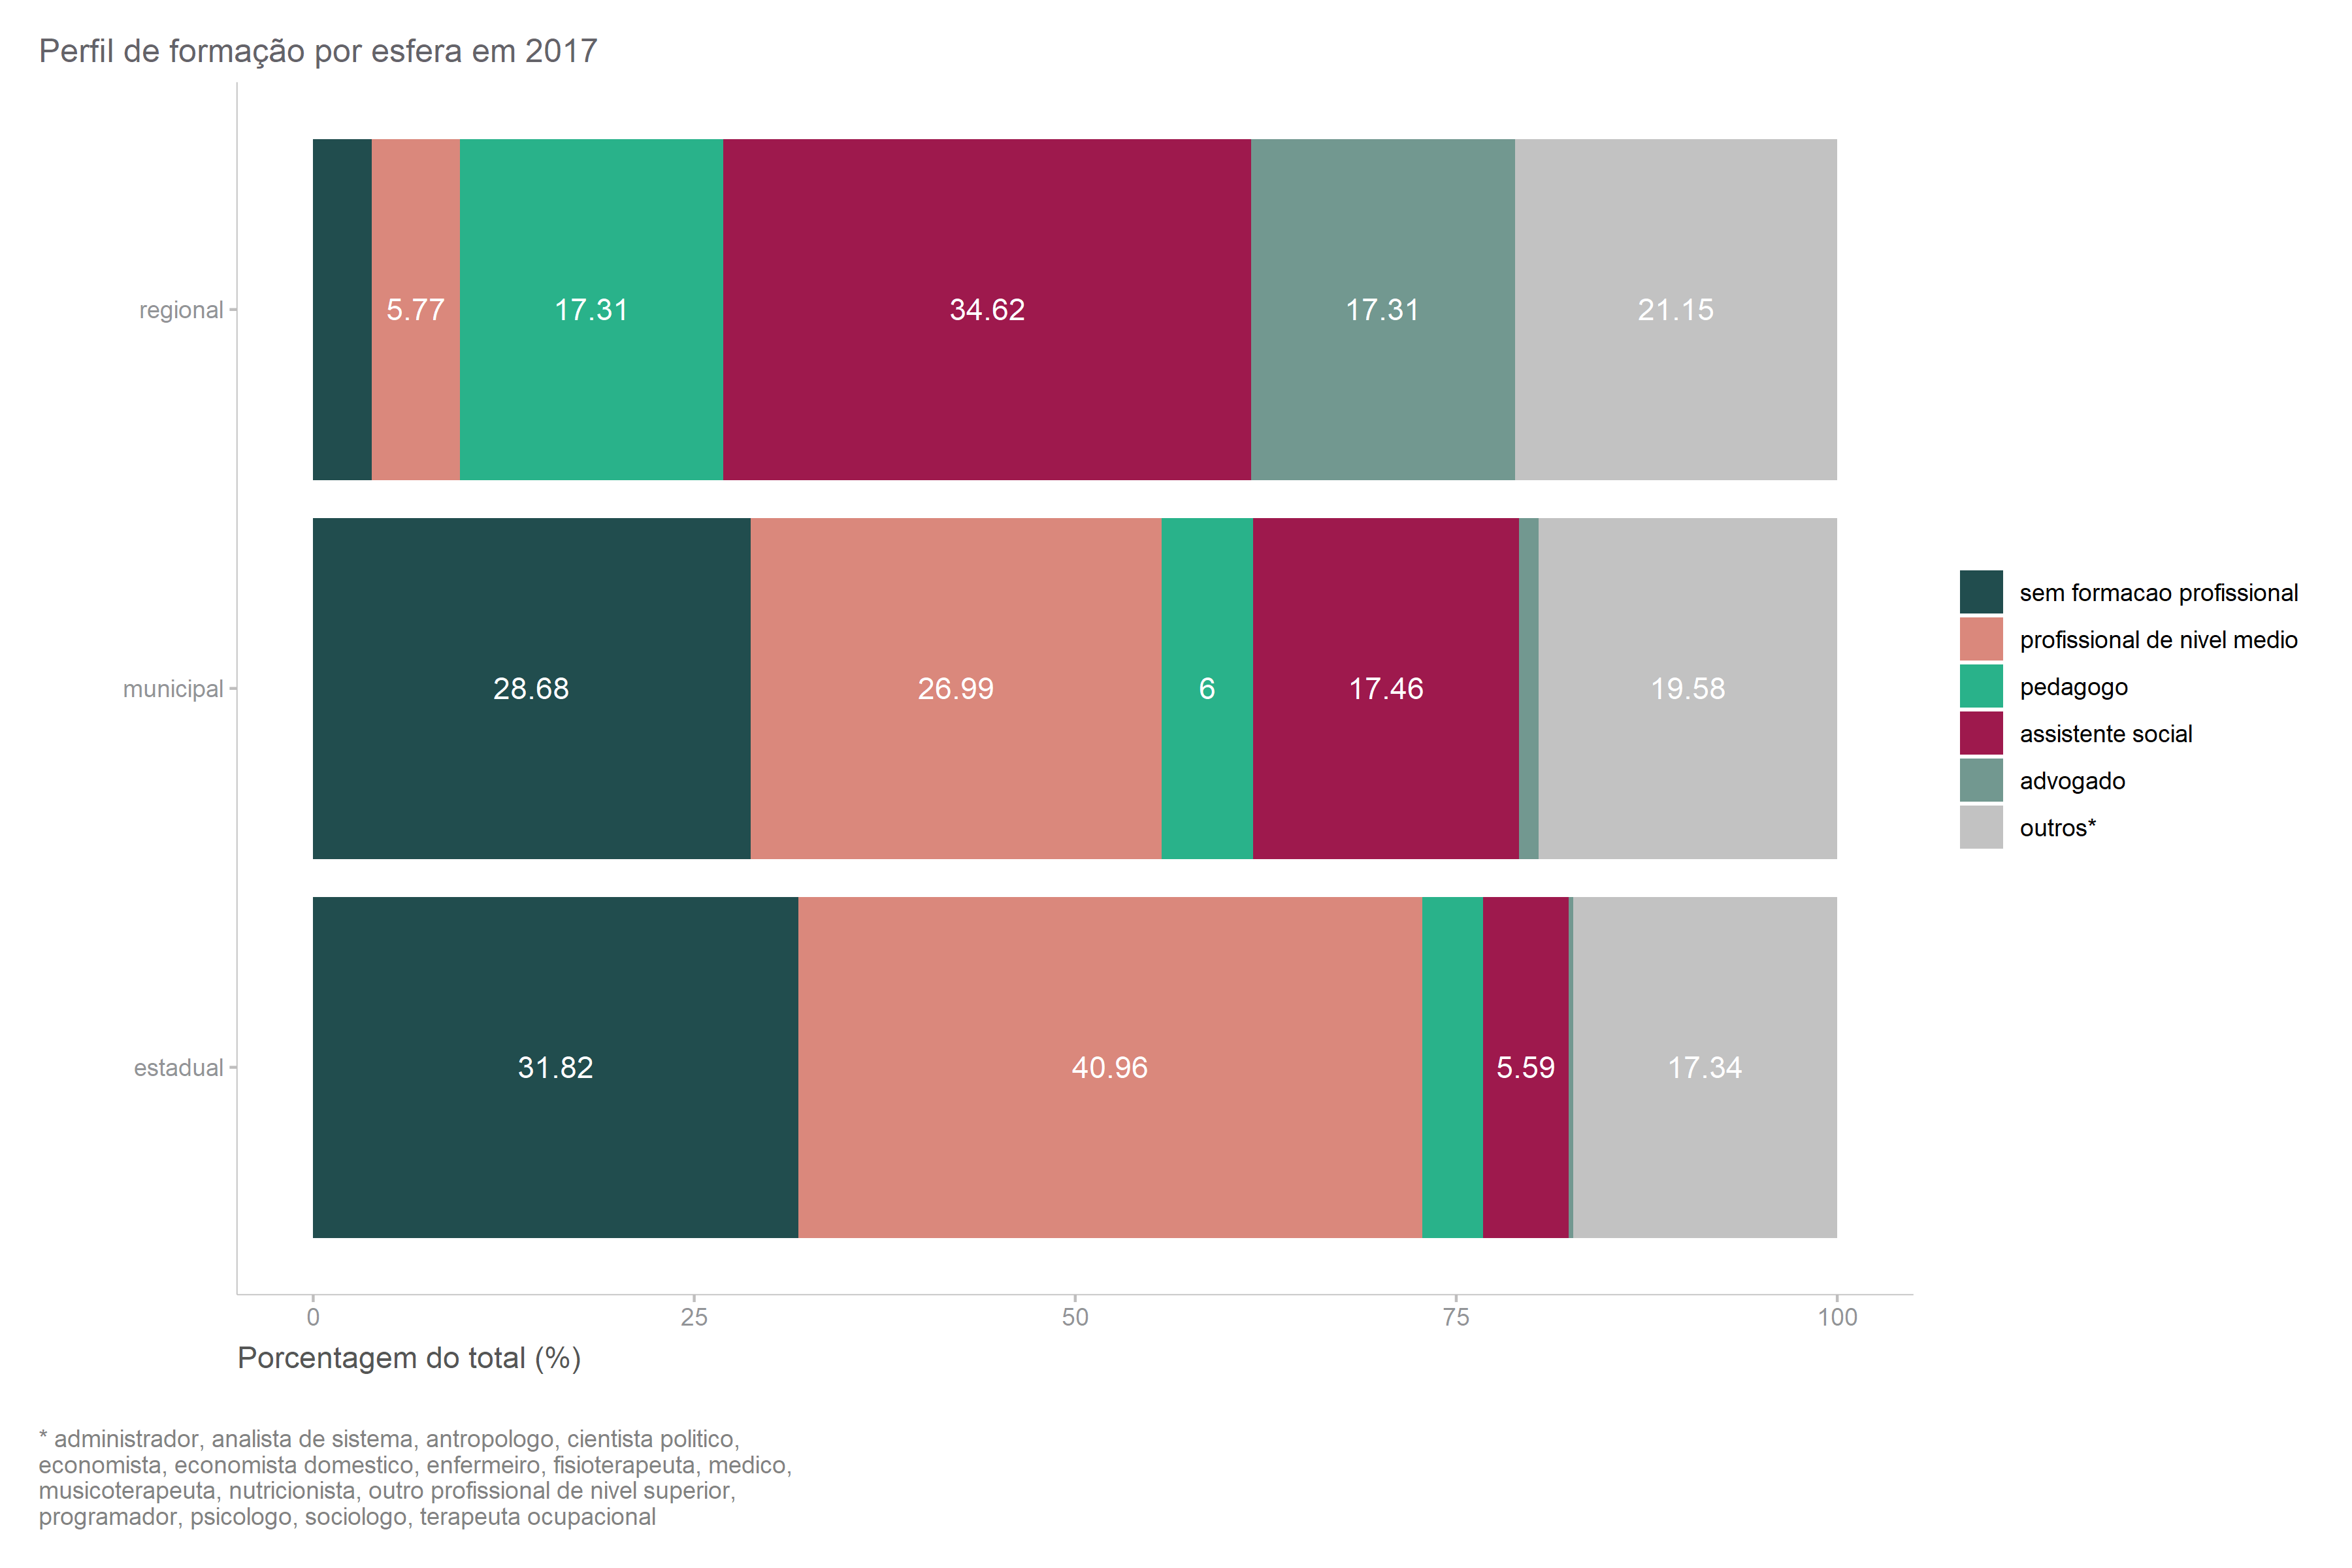 Perfil de formação por esfera em 2017
regional
5.77
17.31
34.62
17.31
21.15
municipal
28.68
26.99
6
17.46
19.58
estadual
31.82
40.96
5.59
17.34
0
25
50
75
100
Porcentagem do total (%)
sem formacao profissional
profissional de nivel medio
pedagogo
assistente social
advogado
outros*
* administrador, analista de sistema, antropologo, cientista politico,
economista, economista domestico, enfermeiro, fisioterapeuta, medico,
musicoterapeuta, nutricionista, outro profissional de nivel superior,
programador, psicologo, sociologo, terapeuta ocupacional